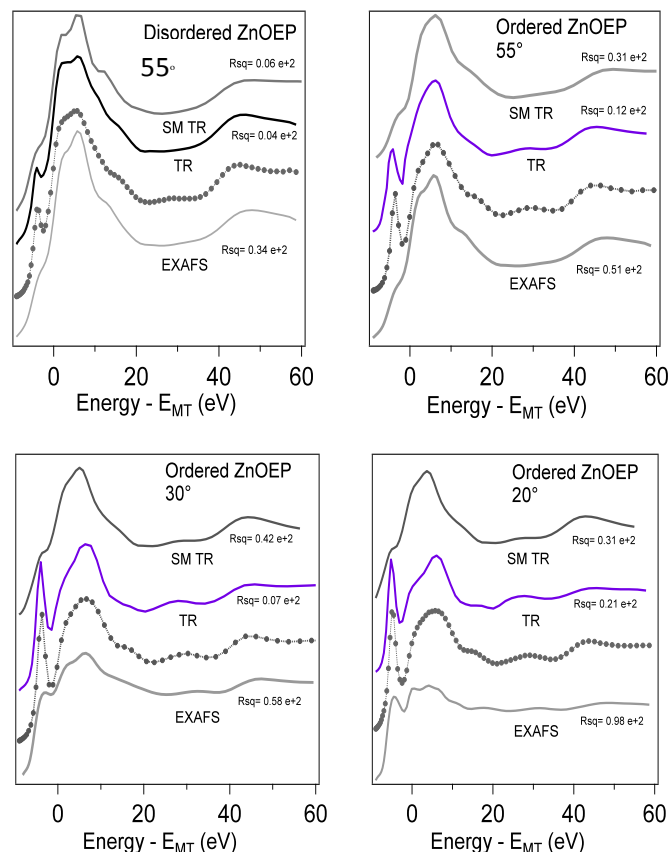 Disordered ZnOEP
55°
Rsq= 0.06 e+2
SM TR
Rsq= 0.04 e+2
TR
Rsq= 0.34 e+2
EXAFS
0 20 40 60
Energy - EMT (eV)
Ordered ZnOEP
55°
Rsq= 0.31 e+2
SM TR
Rsq= 0.12 e+2
TR
Rsq= 0.51 e+2
EXAFS
0 20 40 60
Energy - EMT (eV)
Ordered ZnOEP
30°
Rsq= 0.42 e+2
SM TR
Rsq= 0.07 e+2
TR
Rsq= 0.58 e+2
EXAFS
0 20 40 60
Energy - EMT (eV)
Ordered ZnOEP
20°
Rsq= 0.31 e+2
SM TR
Rsq= 0.21 e+2
TR
EXAFS
Rsq= 0.98 e+2
0 20 40 60
Energy - EMT (eV)